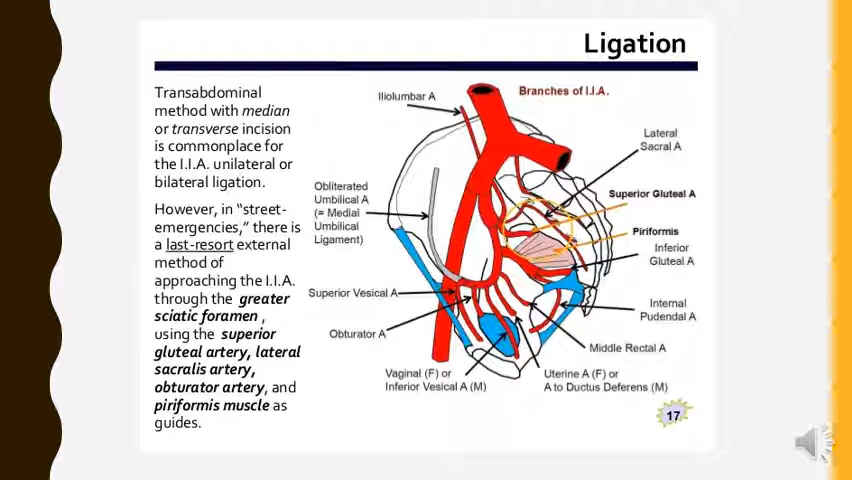 Ligation
Transabdominal
method with median
or transverse incision
is commonplace for
the I.I.A. unilateral or
bilateral ligation.
However, in “street-
emergencies,” there is
a last-resort external
method of
approaching the I.I.A.
through the greater
sciatic foramen ,
using the superior
gluteal artery, lateral
sacralis artery,
obturator artery, and
piriformis muscle as
guides.
Branches of I.I.A.
Iliolumbar A
Lateral
Sacral A
Superior Gluteal A
Obliterated
Umbilical A
(= Medial
Umbilical
Ligament)
Piriformis
Inferior
Gluteal A
Superior Vesical A
Internal
Pudendal A
Obturator A
Middle Rectal A
Vaginal (F) or
Inferior Vesical A (M)
Uterine A (F) or
A to Ductus Deferens (M)
17